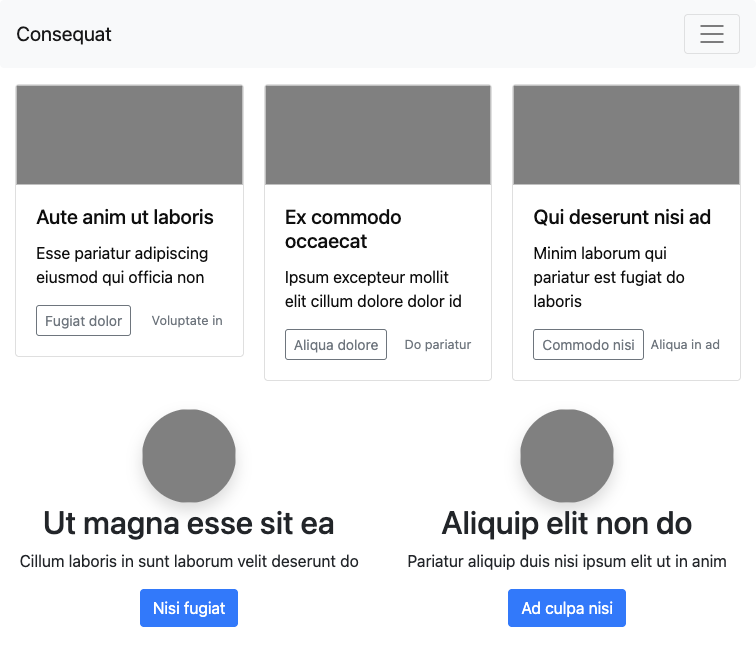 Consequat
Aute anim ut laboris
Esse pariatur adipiscing
eiusmod qui officia non
Fugiat dolor
Voluptate in
Ex commodo
occaecat
Ipsum excepteur mollit
elit cillum dolore dolor id
Aliqua dolore
Do pariatur
Qui deserunt nisi ad
Minim laborum qui
pariatur est fugiat do
laboris
Commodo nisi
Aliqua in ad
Ut magna esse sit ea
Cillum laboris in sunt laborum velit deserunt do
Nisi fugiat
Aliquip elit non do
Pariatur aliquip duis nisi ipsum elit ut in anim
Ad culpa nisi